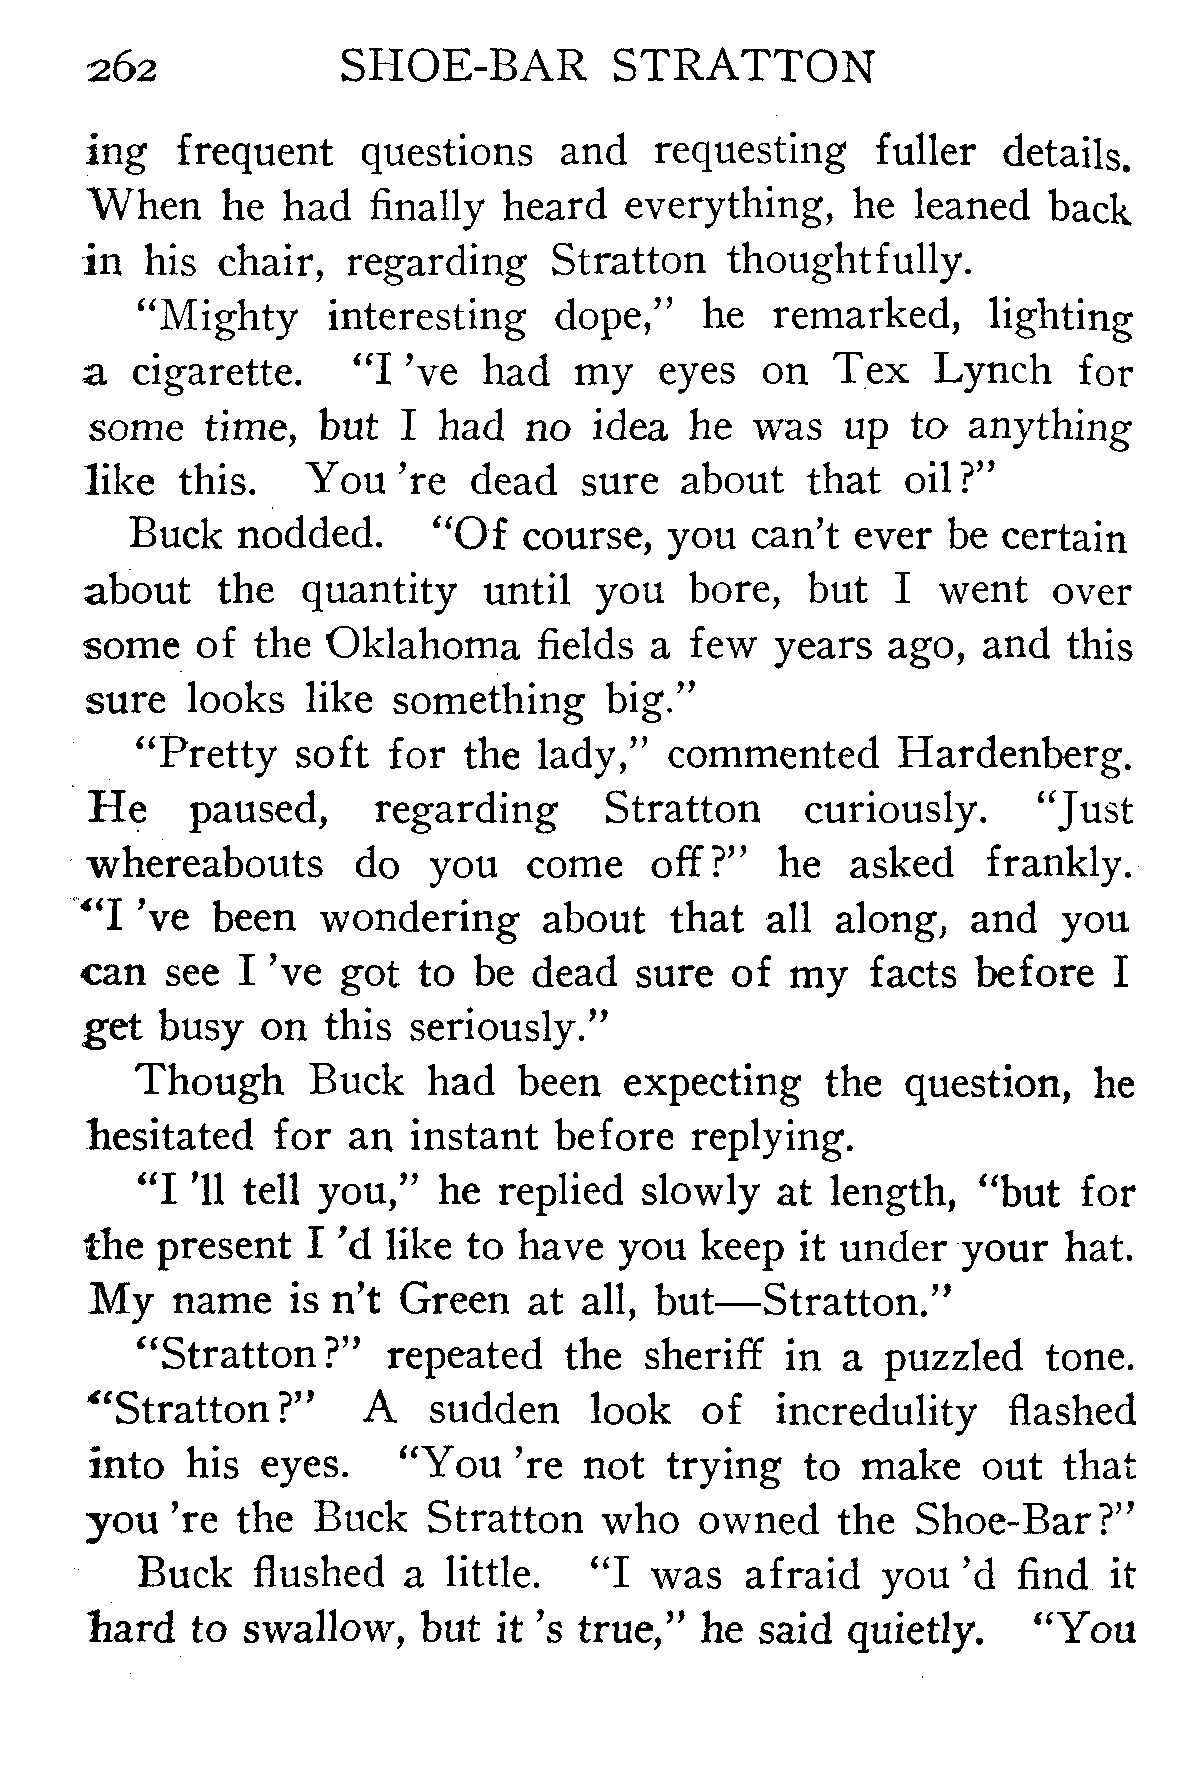 262 SHOE-BAR STRATTON
ing frequent questions and requesting fuller details.
When he had finally heard everything, he leaned back
in his chair, regarding Stratton thoughtfully.
“Mighty interesting dope,” he remarked, lighting
a cigarette. “I ’ve had my eyes on Tex Lynch for
some time, but I had no idea he was up to anything
like this. You ’re dead sure about that oil?”
Buck nodded. “Of course, you can’t ever be certain
about the quantity until you bore, but I went over
some of the Oklahoma fields a few years ago, and this
sure looks like something big.”
“Pretty soft for the lady,” commented Hardenberg.
He paused, regarding Stratton curiously. “Just
whereabouts do you come off?” he asked frankly.
“I ’ve been wondering about that all along, and you
can see I ’ve got to be dead sure of my facts before I
get busy on this seriously.”
Though Buck had been expecting the question, he
hesitated for an instant before replying.
“I ’ll tell you,” he replied slowly at length, “but for
the present I ’d like to have you keep it under your hat.
My name is n’t Green at all, but—Stratton.”
“Stratton?” repeated the sheriff in a puzzled tone.
“Stratton?” A sudden look of incredulity flashed
into his eyes. “You ’re not trying to make out that
you ’re the Buck Stratton who owned the Shoe-Bar?”
Buck flushed a little. “I was afraid you ’d find it
hard to swallow, but it ’s true,” he said quietly. “You